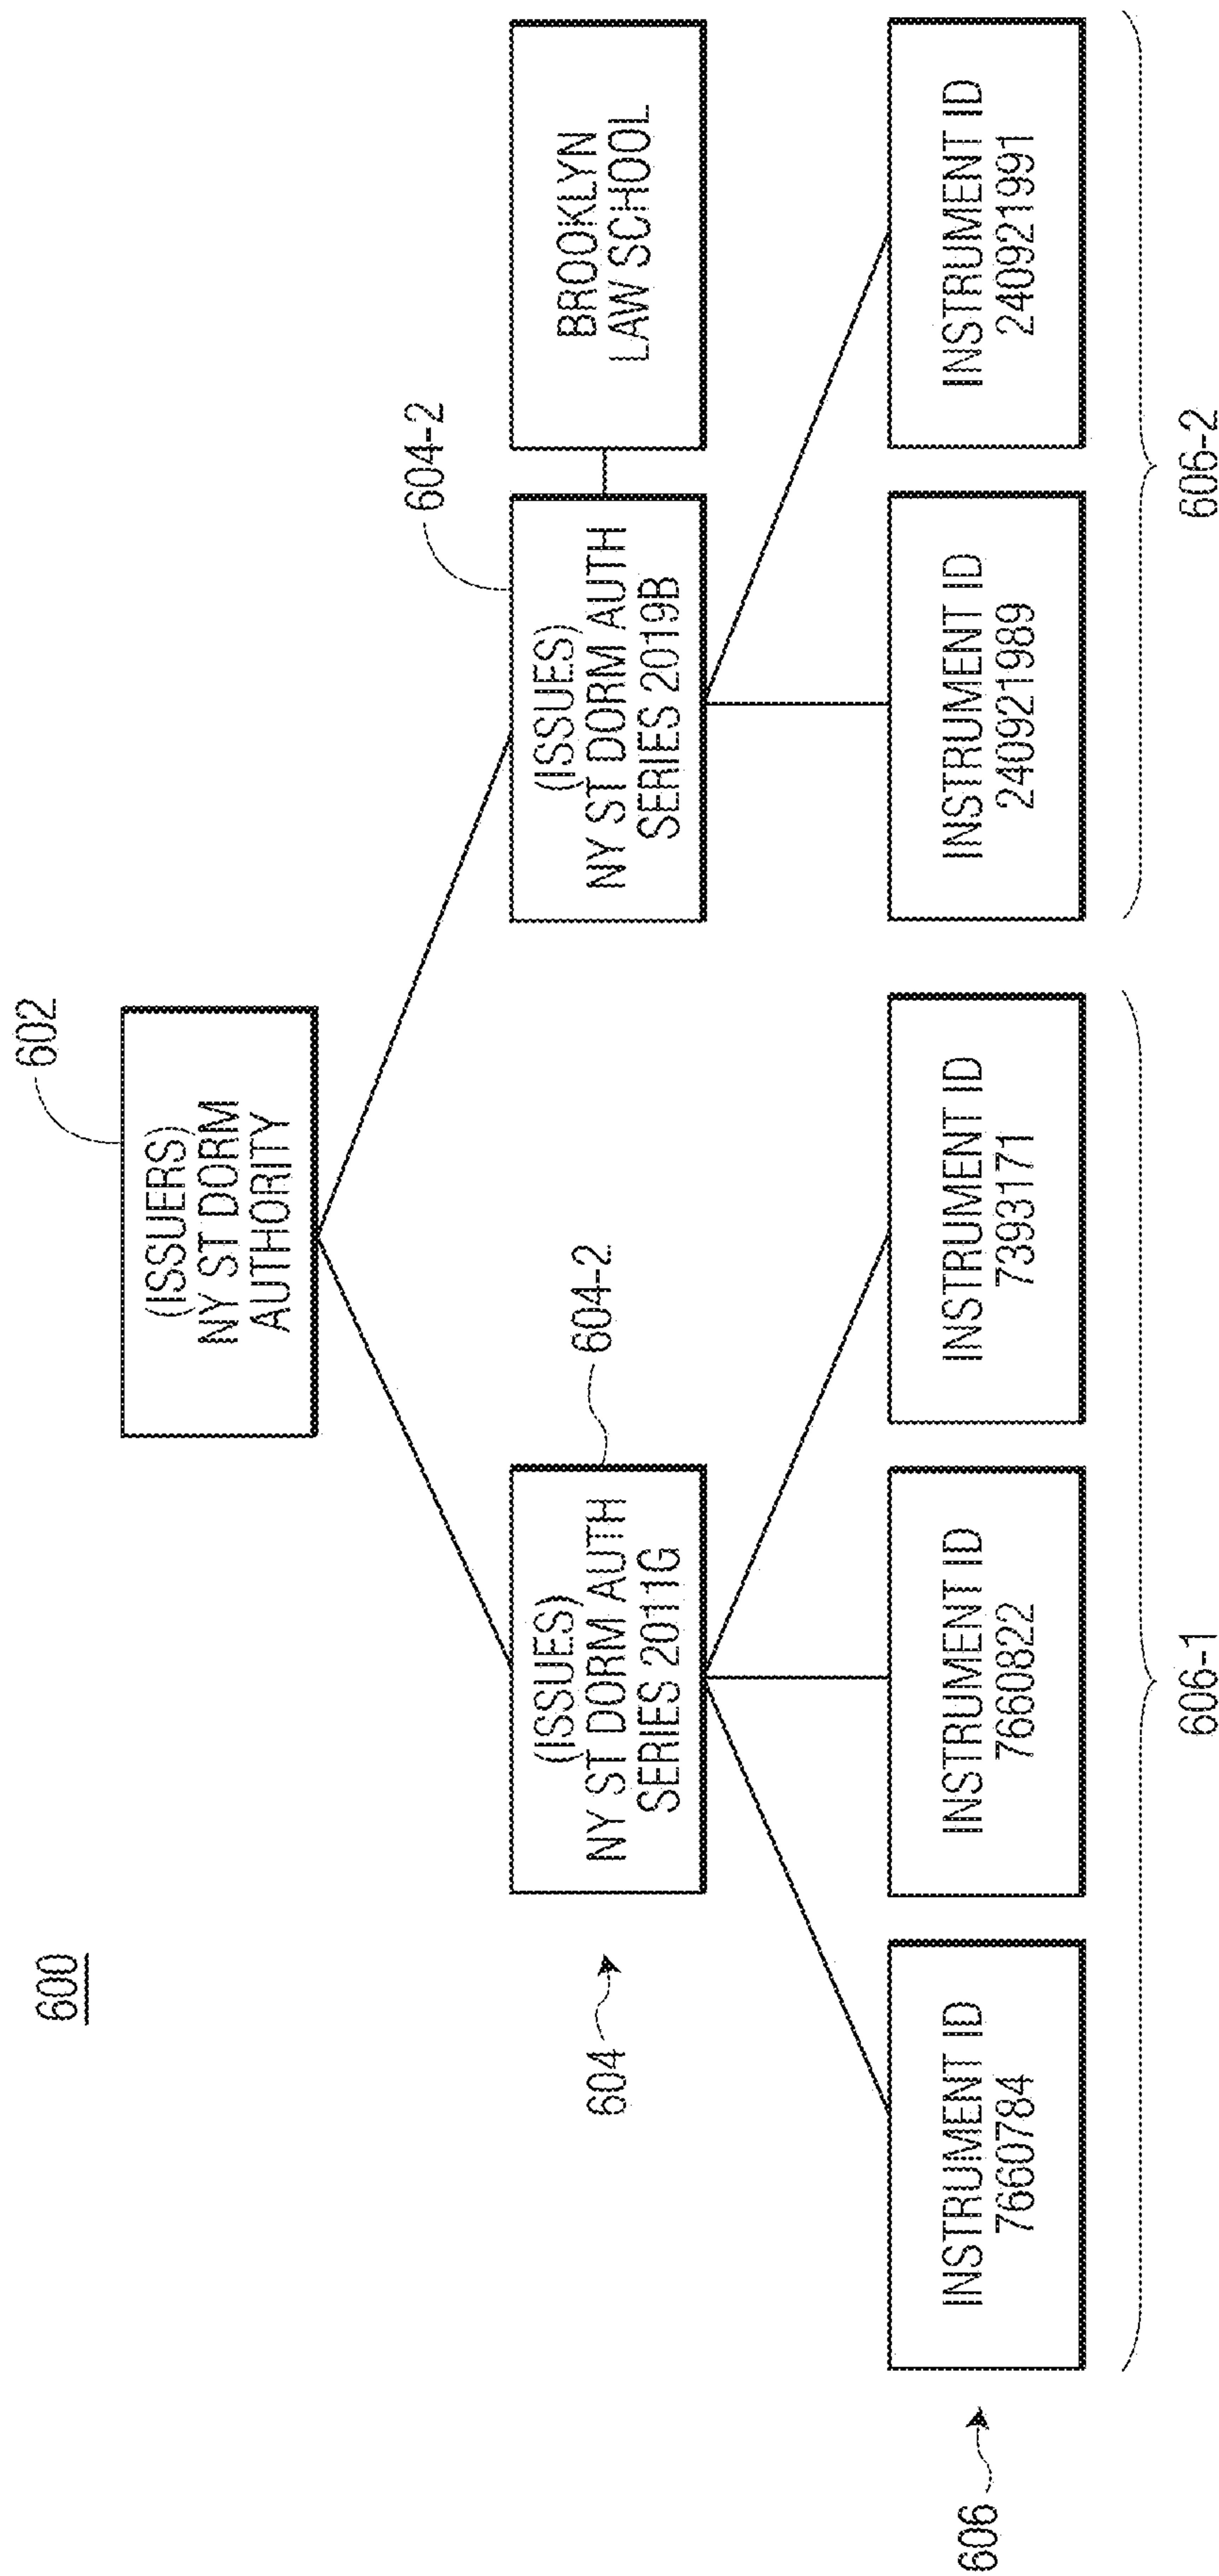 600
602
(ISSUERS)
NY ST DORM
AUTHORITY
604
604-2
(ISSUES)
NY ST DORM AUTH
SERIES 2011G
604-2
(ISSUES)
NY ST DORM AUTH
SERIES 2019B
BROOKLYN
LAW SCHOOL
606
INSTRUMENT ID
7660784
INSTRUMENT ID
7660822
INSTRUMENT ID
7393171
INSTRUMENT ID
240921989
INSTRUMENT ID
240921991
606-1
606-2